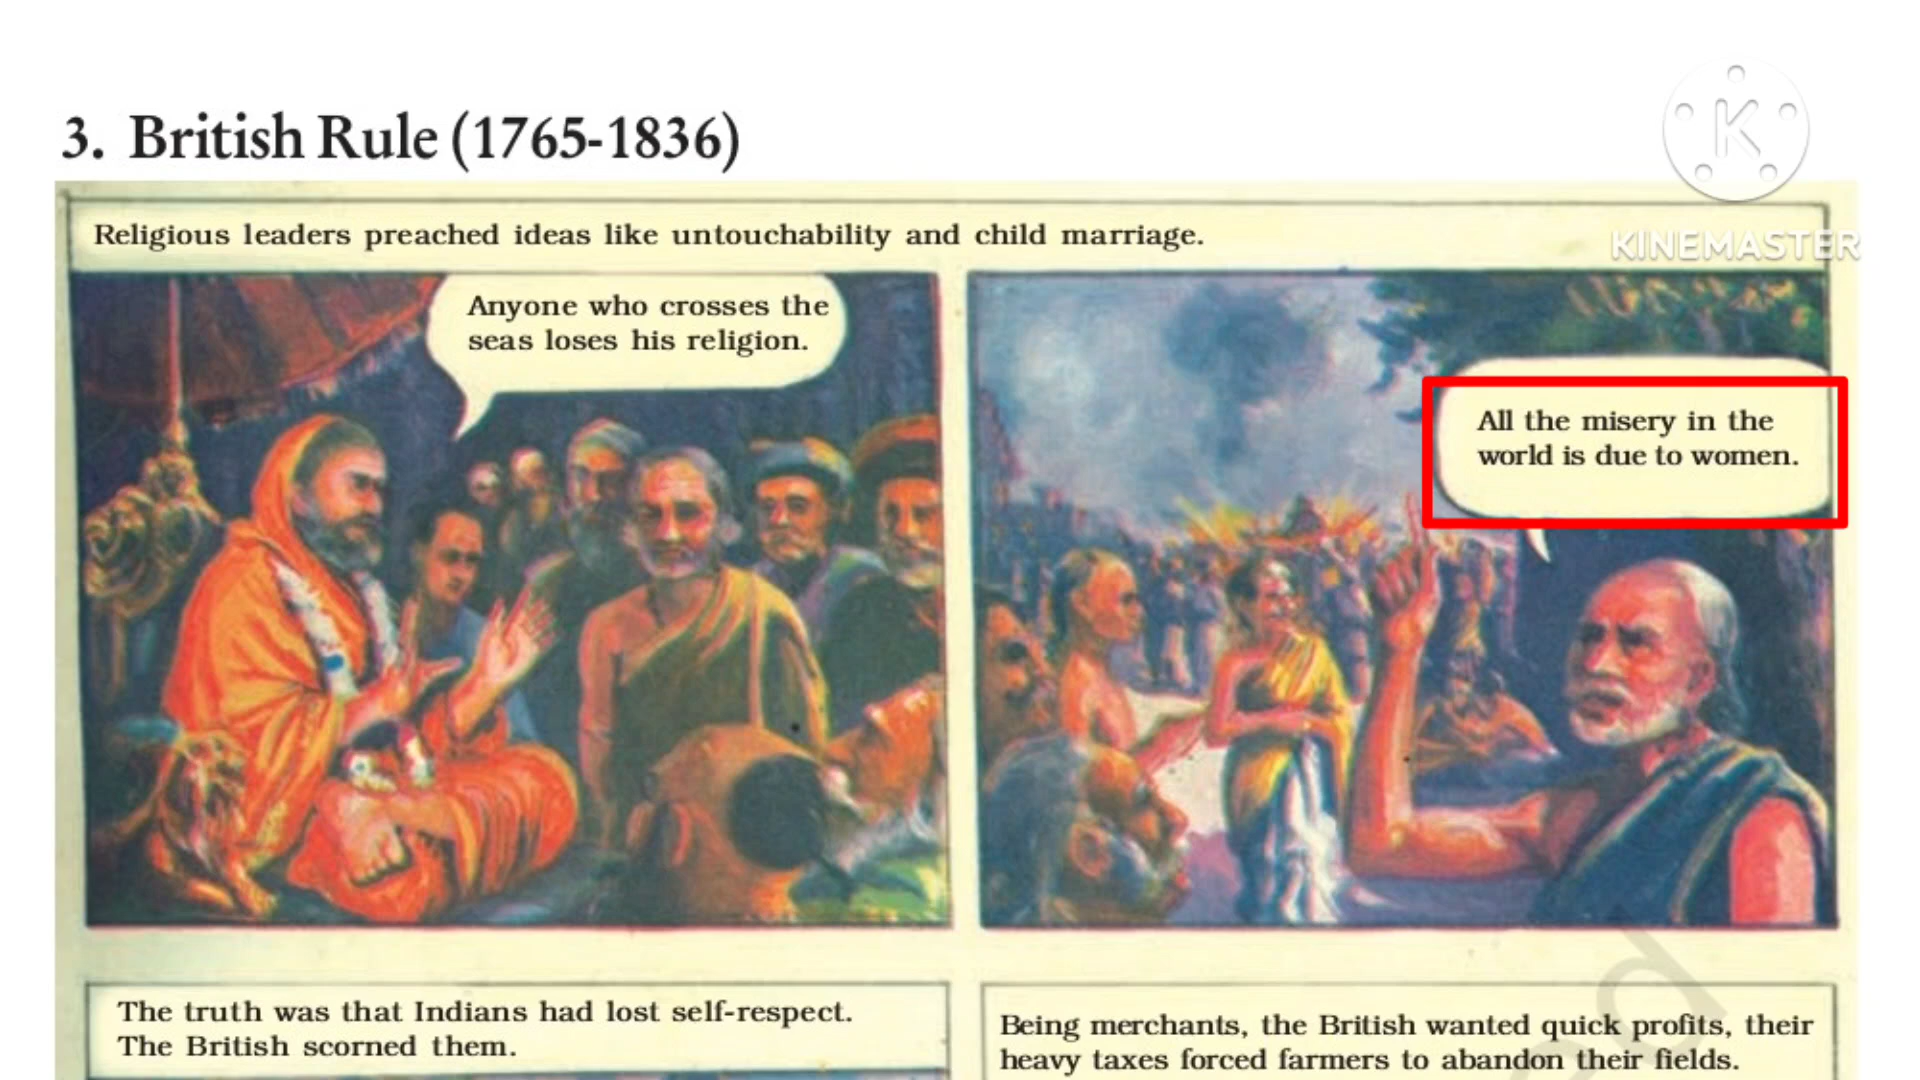 3. British Rule (1765-1836)
K
KINEMASTER
Religious leaders preached ideas like untouchability and child marriage.
Anyone who crosses the
seas loses his religion.
All the misery in the
world is due to women.
The truth was that Indians had lost self-respect.
The British scorned them.
Being merchants, the British wanted quick profits, their
heavy taxes forced farmers to abandon their fields.